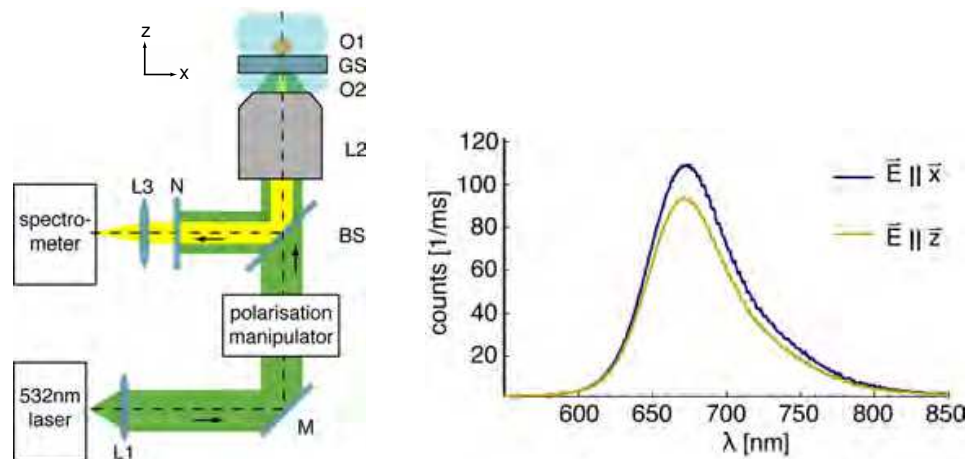 z
x
O1
GS
O2
L2
L3 N
spectro-
meter
BS
polarisation
manipulator
532nm
laser
L1
M
counts [1/ms]
120
100
80
60
40
20
600 650 700 750 800 850
λ [nm]
E⃗ || x⃗
E⃗ || z⃗